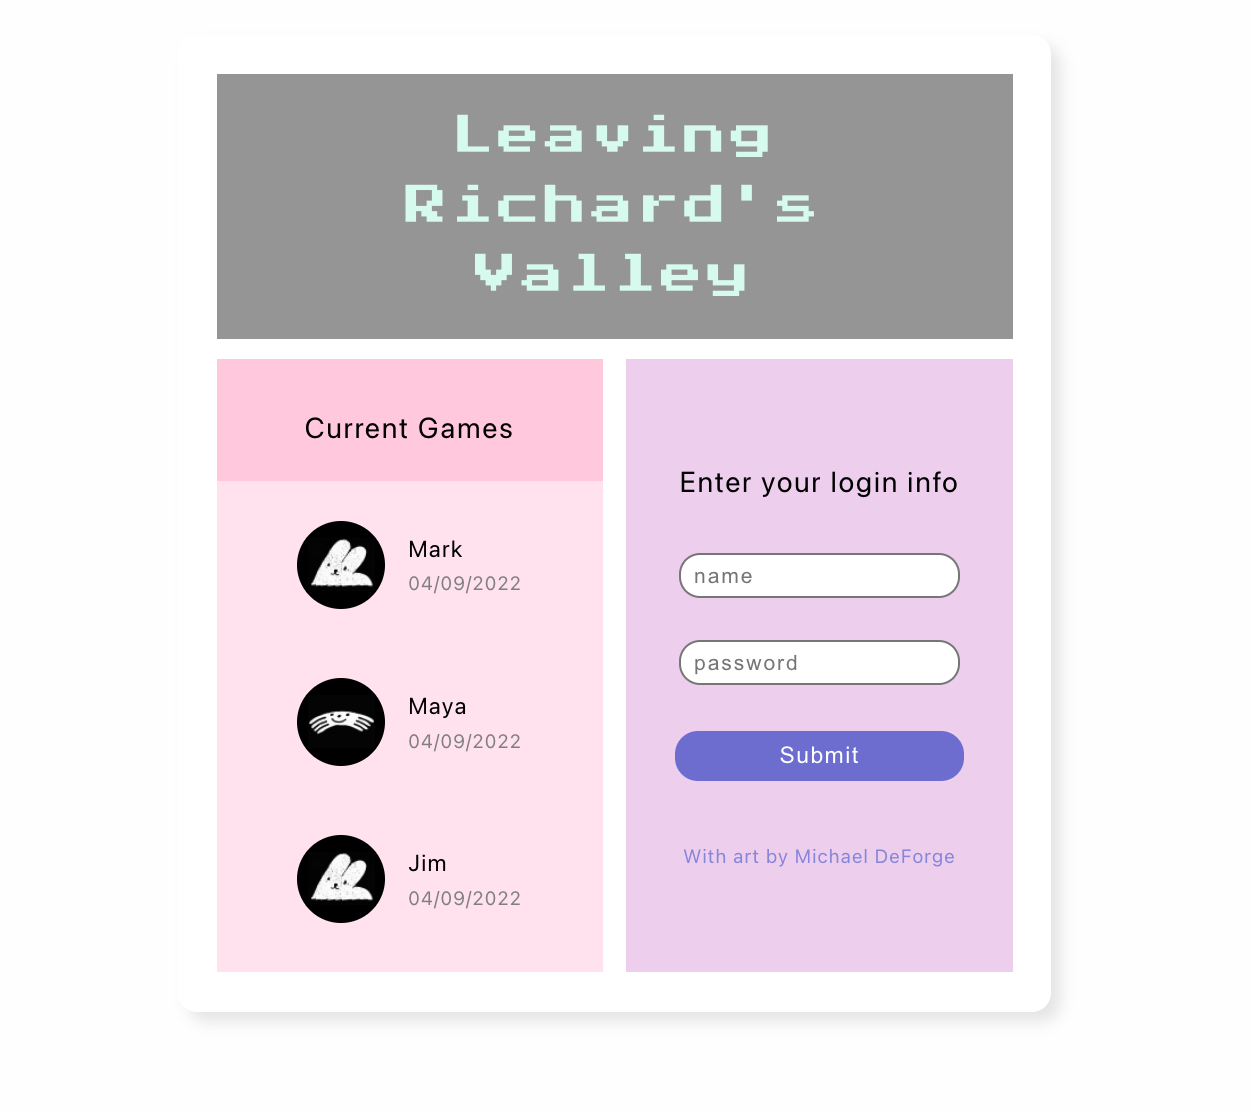 Leaving
Richard's
Valley
Current Games
Mark
04/09/2022
Maya
04/09/2022
Jim
04/09/2022
Enter your login info
name
password
Submit
With art by Michael DeForge